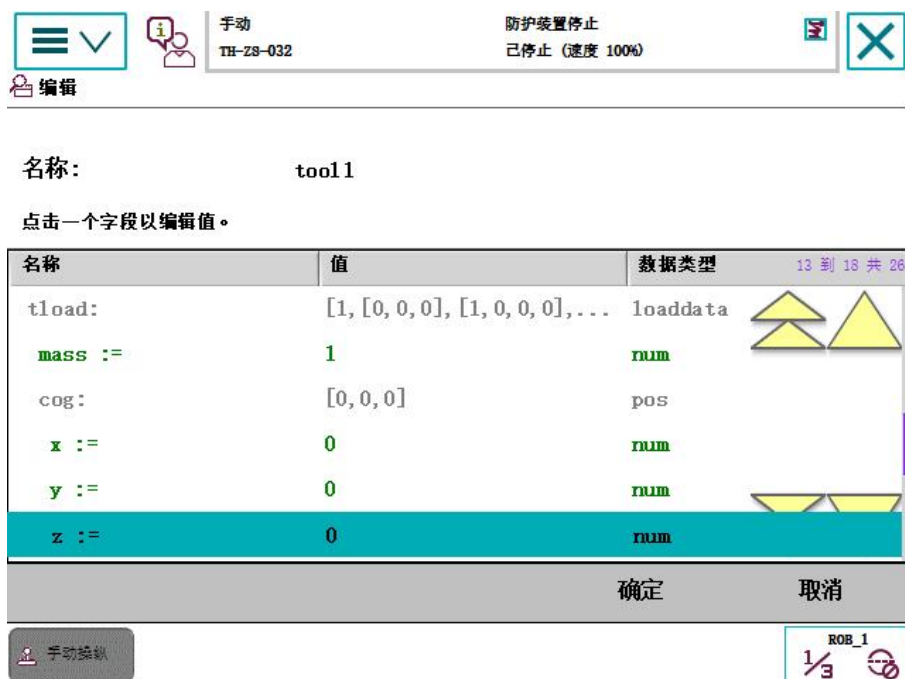 手动 防护装置停止
TH-ZS-032 已停止 (速度 100%)
编辑
名称: tool1
点击一个字段以编辑值。
名称 值 数据类型 13 到 18 共 26
tload: [1,[0,0,0],[1,0,0,0],... loaddata
mass := 1 num
cog: [0,0,0] pos
x := 0 num
y := 0 num
z := 0 num
确定 取消
手动操纵 ROB_1
1/3